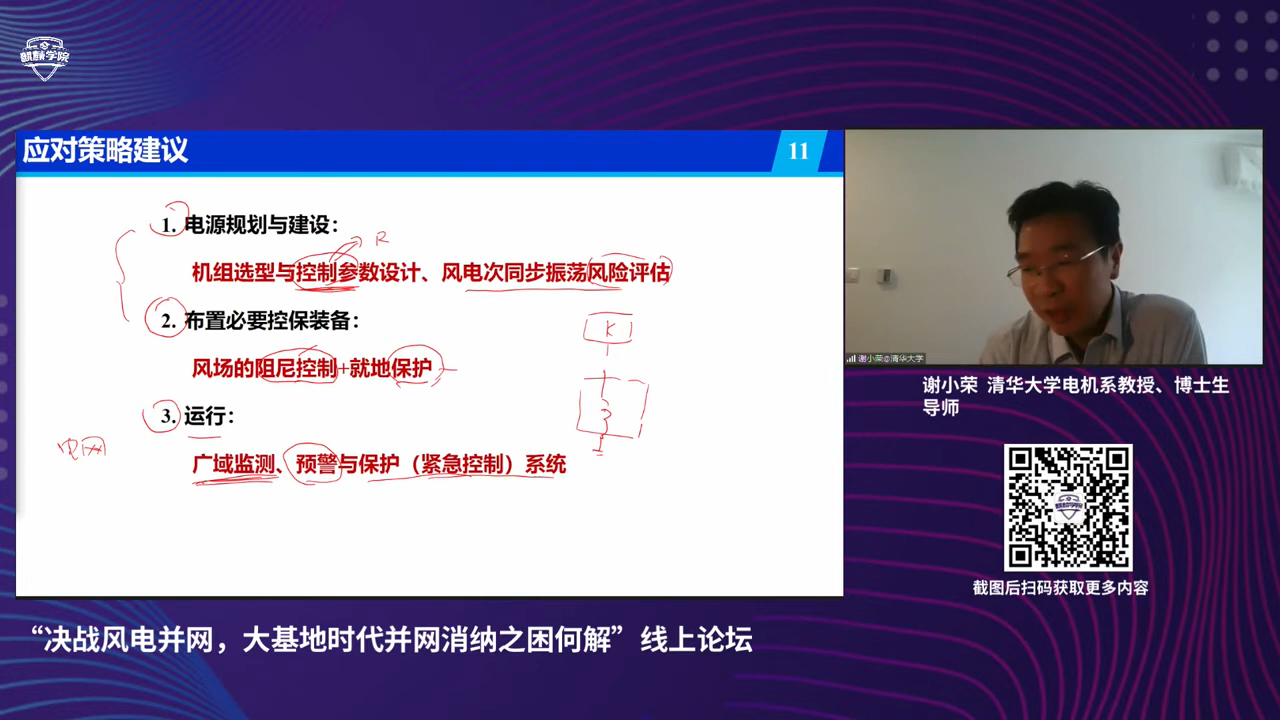 麒麟学院
应对策略建议
11
1. 电源规划与建设：
R
机组选型与控制参数设计、风电次同步振荡风险评估
2. 布置必要控保装备：
K
风场的阻尼控制+就地保护
3. 运行：
电网
广域监测、预警与保护（紧急控制）系统
谢小荣@清华大学
谢小荣 清华大学电机系教授、博士生
导师
麒麟学院
截图后扫码获取更多内容
“决战风电并网，大基地时代并网消纳之困何解”线上论坛